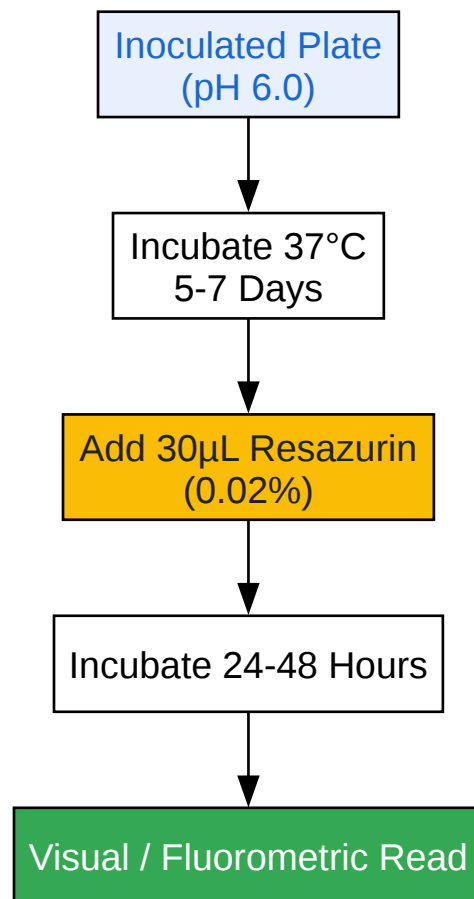 Inoculated Plate
(pH 6.0)
Incubate 37°C
5-7 Days
Add 30µL Resazurin
(0.02%)
Incubate 24-48 Hours
Visual / Fluorometric Read